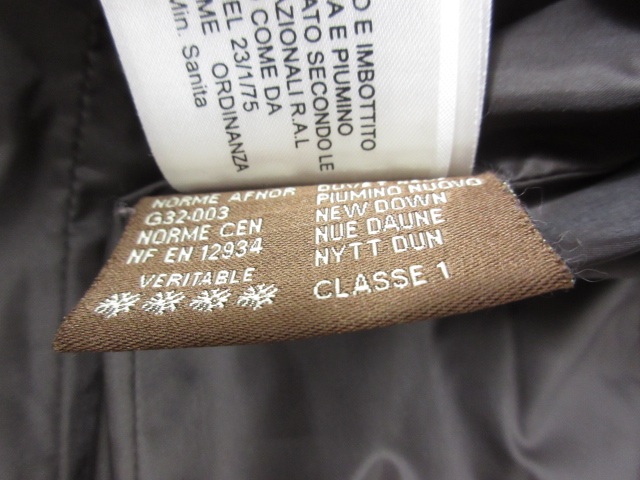 O E IMBOTTITO
A E PIUMINO
ATO SECONDO LE
AZIONALI R.A.L
O COME DA
ME ORDINANZA
EL 23/1/75
Min. Sanita
NORME AFNOR
G32-003
NORME CEN
NF EN 12934
VERITABLE
PIUMINO NUOVO
NEW DOWN
NUE DAUNE
NYTT DUN
CLASSE 1